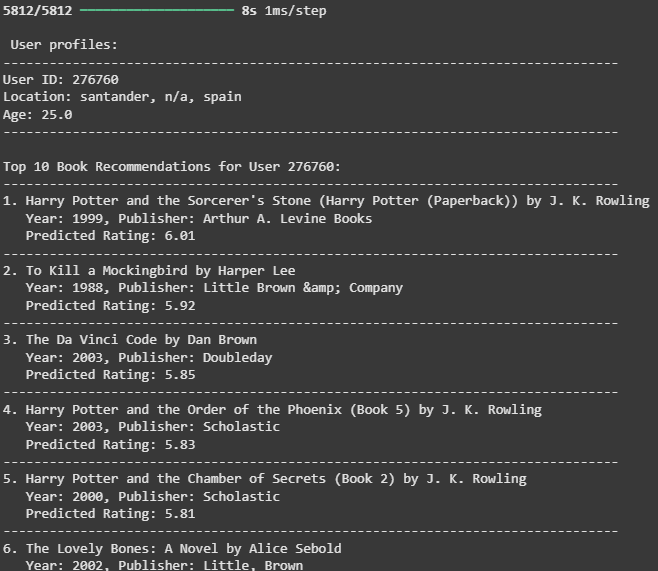 5812/5812 ━━━━━━━━━━━━━━━━━━━━ 8s 1ms/step
User profiles:
--------------------------------------------------------------------------------
User ID: 276760
Location: santander, n/a, spain
Age: 25.0
--------------------------------------------------------------------------------
Top 10 Book Recommendations for User 276760:
--------------------------------------------------------------------------------
1. Harry Potter and the Sorcerer's Stone (Harry Potter (Paperback)) by J. K. Rowling
Year: 1999, Publisher: Arthur A. Levine Books
Predicted Rating: 6.01
--------------------------------------------------------------------------------
2. To Kill a Mockingbird by Harper Lee
Year: 1988, Publisher: Little Brown &amp; Company
Predicted Rating: 5.92
--------------------------------------------------------------------------------
3. The Da Vinci Code by Dan Brown
Year: 2003, Publisher: Doubleday
Predicted Rating: 5.85
--------------------------------------------------------------------------------
4. Harry Potter and the Order of the Phoenix (Book 5) by J. K. Rowling
Year: 2003, Publisher: Scholastic
Predicted Rating: 5.83
--------------------------------------------------------------------------------
5. Harry Potter and the Chamber of Secrets (Book 2) by J. K. Rowling
Year: 2000, Publisher: Scholastic
Predicted Rating: 5.81
--------------------------------------------------------------------------------
6. The Lovely Bones: A Novel by Alice Sebold
Year: 2002, Publisher: Little, Brown